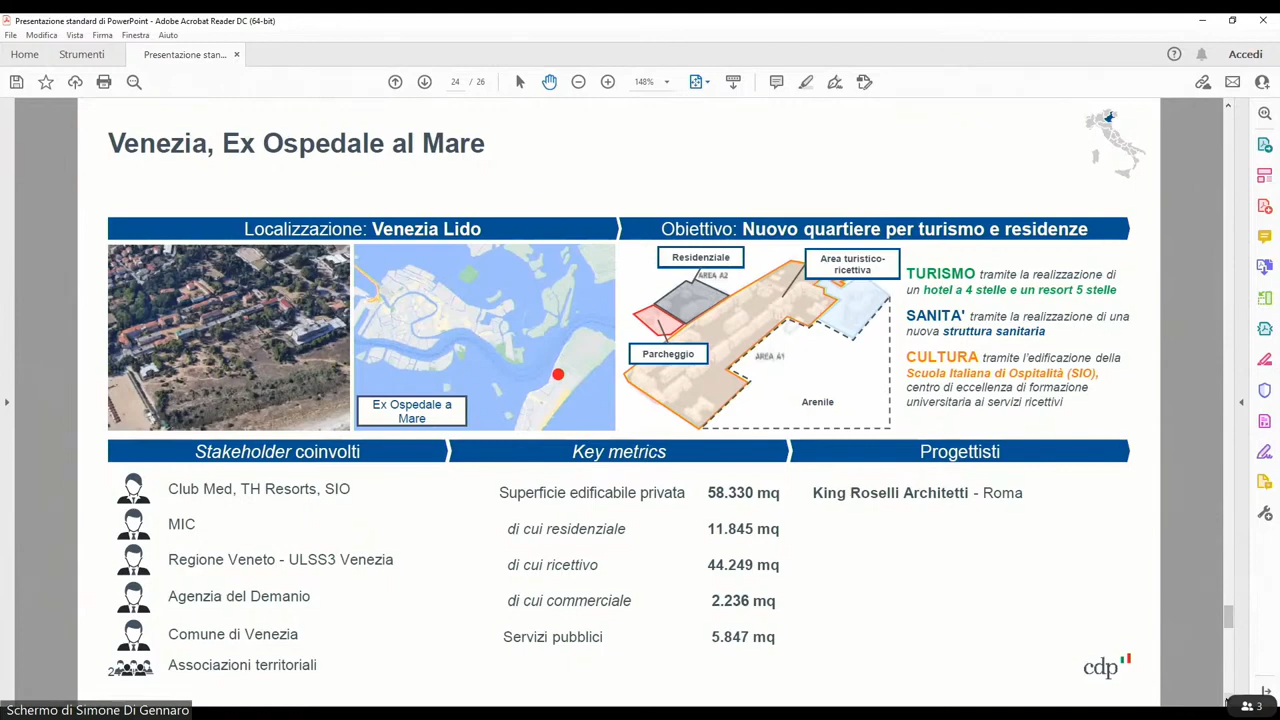 Presentazione standard di PowerPoint - Adobe Acrobat Reader DC (64-bit)
File Modifica Vista Firma Finestra Aiuto
Home Strumenti Presentazione stan... × Accedi
24 / 26 148%
Venezia, Ex Ospedale al Mare
Localizzazione: Venezia Lido
Obiettivo: Nuovo quartiere per turismo e residenze
Ex Ospedale a
Mare
Residenziale
AREA A2
Area turistico-
ricettiva
Parcheggio
AREA A1
Arenile
TURISMO tramite la realizzazione di
un hotel a 4 stelle e un resort 5 stelle
SANITA' tramite la realizzazione di una
nuova struttura sanitaria
CULTURA tramite l'edificazione della
Scuola Italiana di Ospitalità (SIO),
centro di eccellenza di formazione
universitaria ai servizi ricettivi
Stakeholder coinvolti
Club Med, TH Resorts, SIO
MIC
Regione Veneto - ULSS3 Venezia
Agenzia del Demanio
Comune di Venezia
Associazioni territoriali
Key metrics
Superficie edificabile privata 58.330 mq
di cui residenziale 11.845 mq
di cui ricettivo 44.249 mq
di cui commerciale 2.236 mq
Servizi pubblici 5.847 mq
Progettisti
King Roselli Architetti - Roma
cdp
Schermo di Simone Di Gennaro
3